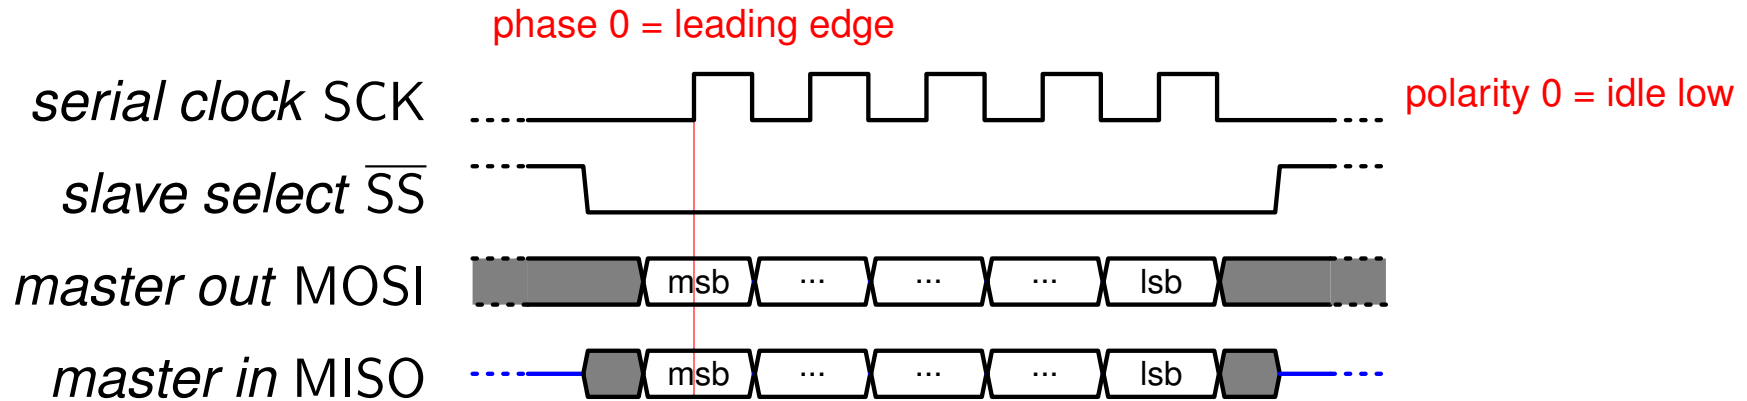 phase 0 = leading edge
serial clock SCK
polarity 0 = idle low
slave select SS
master out MOSI
msb ... ... ... lsb
master in MISO
msb ... ... ... lsb